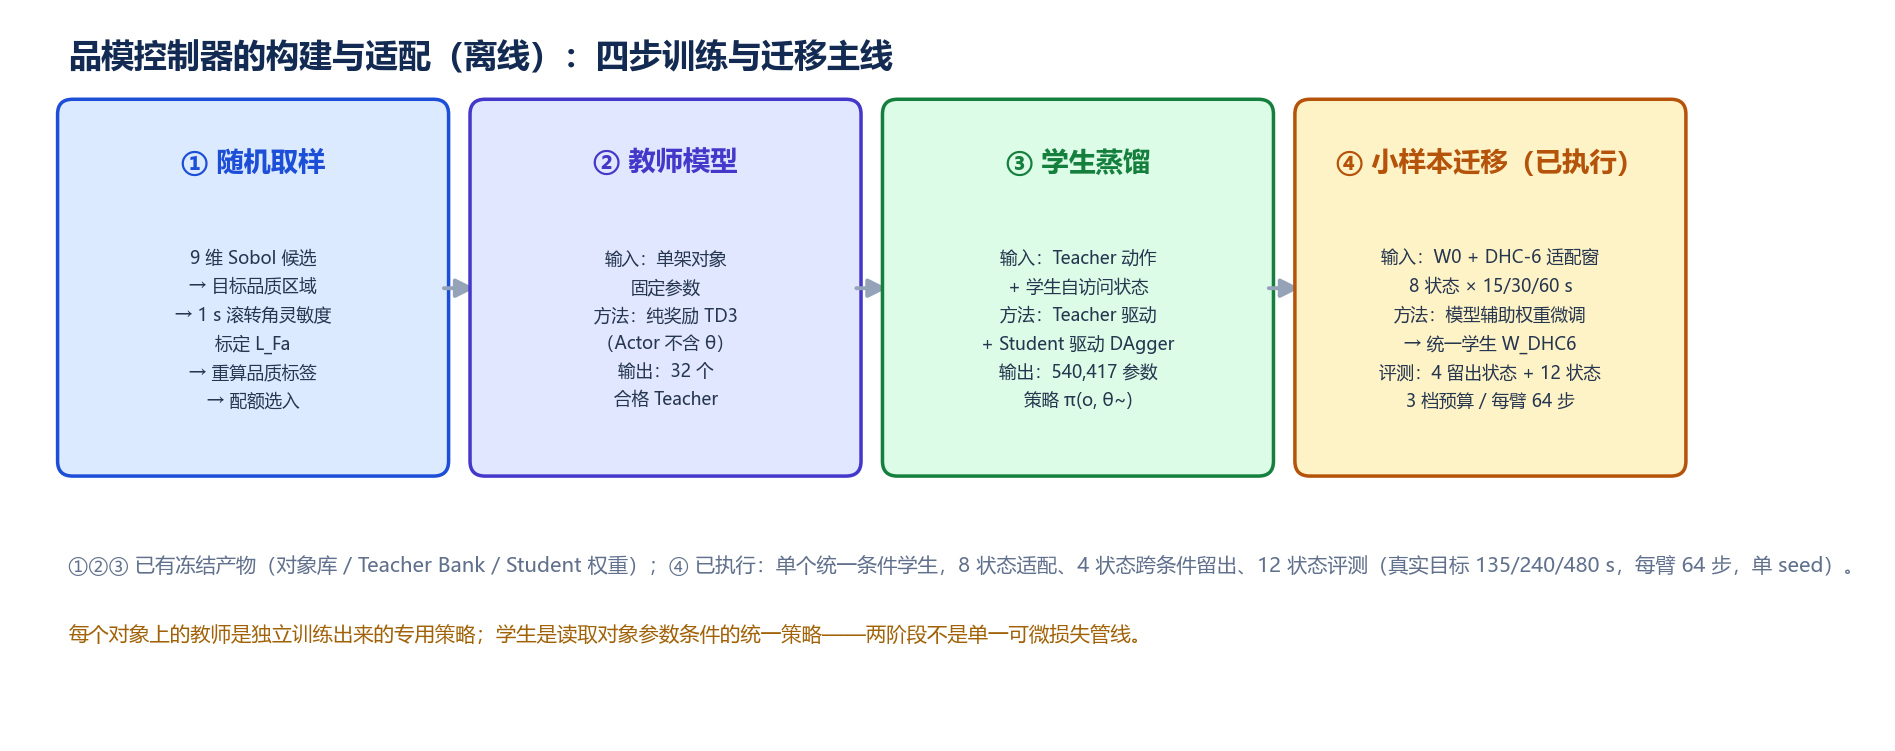 品模控制器的构建与适配（离线）：四步训练与迁移主线
① 随机取样
9 维 Sobol 候选
→ 目标品质区域
→ 1 s 滚转角灵敏度
标定 L_Fa
→ 重算品质标签
→ 配额选入
② 教师模型
输入：单架对象
固定参数
方法：纯奖励 TD3
（Actor 不含 θ）
输出：32 个
合格 Teacher
③ 学生蒸馏
输入：Teacher 动作
+ 学生自访问状态
方法：Teacher 驱动
+ Student 驱动 DAgger
输出：540,417 参数
策略 π(o, θ~)
④ 小样本迁移（已执行）
输入：W0 + DHC-6 适配窗
8 状态 × 15/30/60 s
方法：模型辅助权重微调
→ 统一学生 W_DHC6
评测：4 留出状态 + 12 状态
3 档预算 / 每臂 64 步
①②③ 已有冻结产物（对象库 / Teacher Bank / Student 权重）；④ 已执行：单个统一条件学生，8 状态适配、4 状态跨条件留出、12 状态评测（真实目标 135/240/480 s，每臂 64 步，单 seed）。
每个对象上的教师是独立训练出来的专用策略；学生是读取对象参数条件的统一策略——两阶段不是单一可微损失管线。